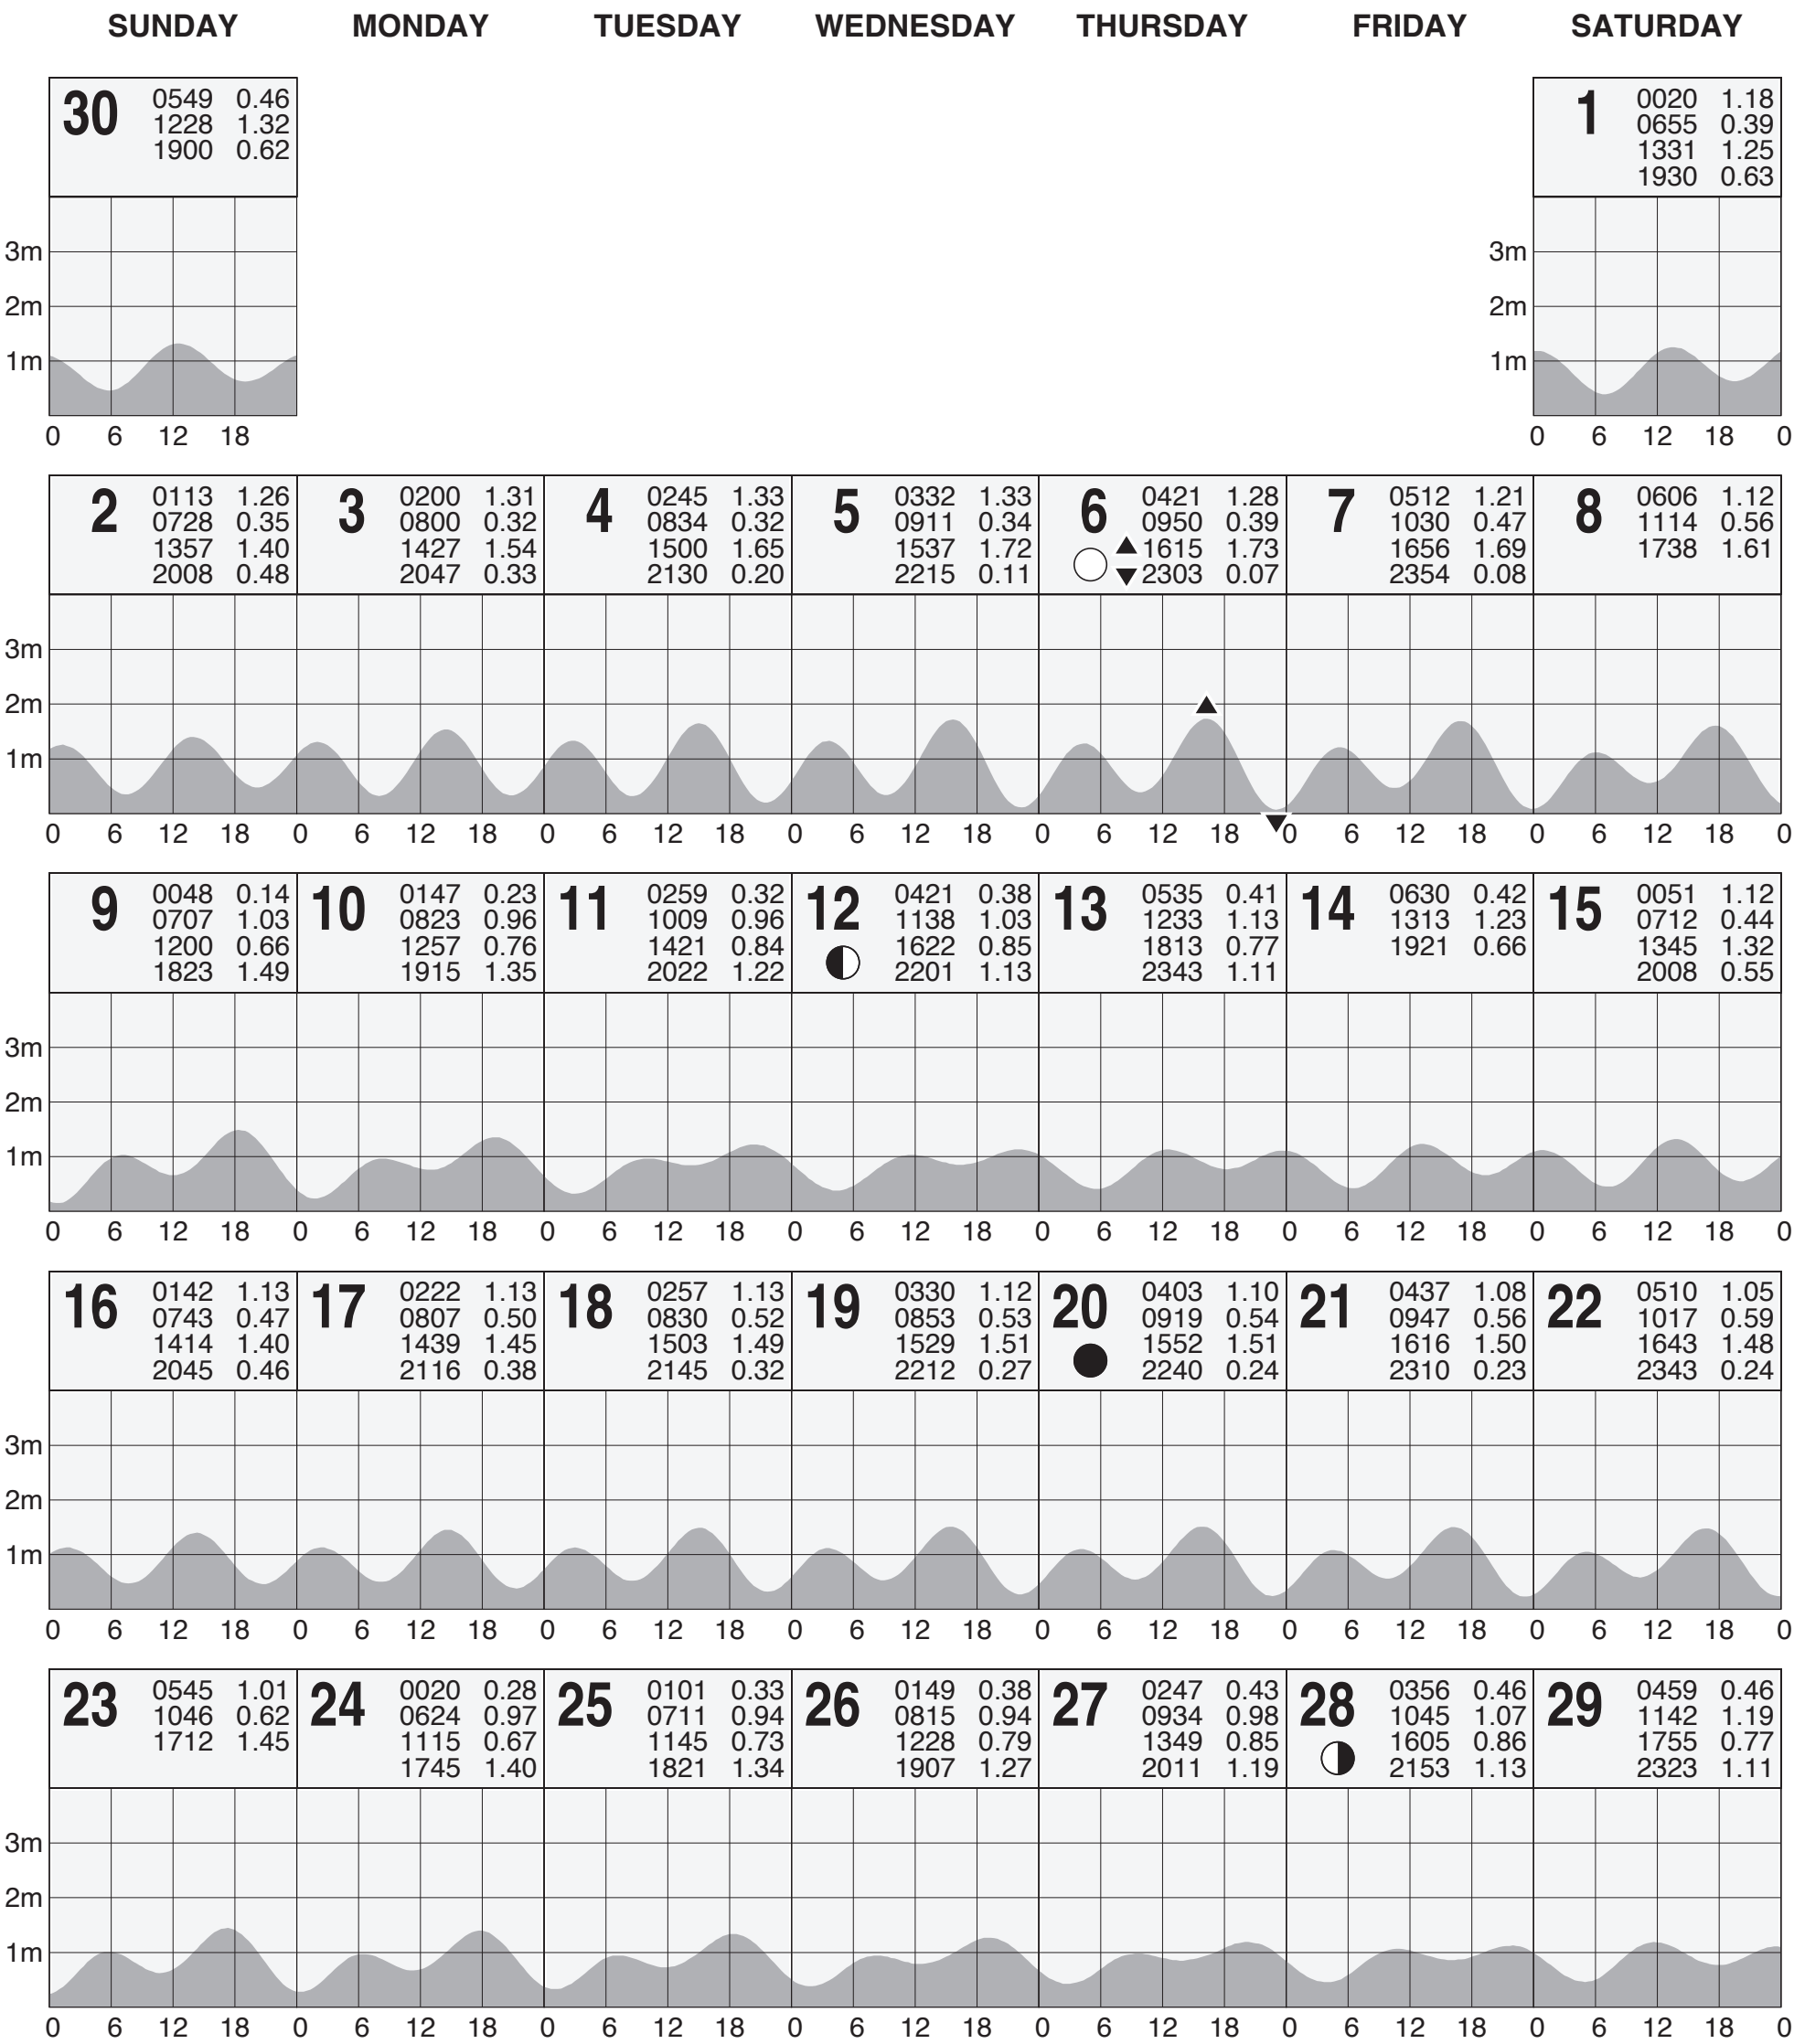 SUNDAY MONDAY TUESDAY WEDNESDAY THURSDAY FRIDAY SATURDAY
30 0549 0.46
1228 1.32
1900 0.62
1 0020 1.18
0655 0.39
1331 1.25
1930 0.63
3m 3m
2m 2m
1m 1m
0 6 12 18 0 6 12 18 0
2 0113 1.26
0728 0.35
1357 1.40
2008 0.48
3 0200 1.31
0800 0.32
1427 1.54
2047 0.33
4 0245 1.33
0834 0.32
1500 1.65
2130 0.20
5 0332 1.33
0911 0.34
1537 1.72
2215 0.11
6 0421 1.28
0950 0.39
▲ 1615 1.73
▼ 2303 0.07
7 0512 1.21
1030 0.47
1656 1.69
2354 0.08
8 0606 1.12
1114 0.56
1738 1.61
3m
2m
1m
0 6 12 18 0 6 12 18 0 6 12 18 0 6 12 18 0 6 12 18 0 6 12 18 0 6 12 18 0
9 0048 0.14
0707 1.03
1200 0.66
1823 1.49
10 0147 0.23
0823 0.96
1257 0.76
1915 1.35
11 0259 0.32
1009 0.96
1421 0.84
2022 1.22
12 0421 0.38
1138 1.03
1622 0.85
2201 1.13
13 0535 0.41
1233 1.13
1813 0.77
2343 1.11
14 0630 0.42
1313 1.23
1921 0.66
15 0051 1.12
0712 0.44
1345 1.32
2008 0.55
3m
2m
1m
0 6 12 18 0 6 12 18 0 6 12 18 0 6 12 18 0 6 12 18 0 6 12 18 0 6 12 18 0
16 0142 1.13
0743 0.47
1414 1.40
2045 0.46
17 0222 1.13
0807 0.50
1439 1.45
2116 0.38
18 0257 1.13
0830 0.52
1503 1.49
2145 0.32
19 0330 1.12
0853 0.53
1529 1.51
2212 0.27
20 0403 1.10
0919 0.54
1552 1.51
2240 0.24
21 0437 1.08
0947 0.56
1616 1.50
2310 0.23
22 0510 1.05
1017 0.59
1643 1.48
2343 0.24
3m
2m
1m
0 6 12 18 0 6 12 18 0 6 12 18 0 6 12 18 0 6 12 18 0 6 12 18 0 6 12 18 0
23 0545 1.01
1046 0.62
1712 1.45
24 0020 0.28
0624 0.97
1115 0.67
1745 1.40
25 0101 0.33
0711 0.94
1145 0.73
1821 1.34
26 0149 0.38
0815 0.94
1228 0.79
1907 1.27
27 0247 0.43
0934 0.98
1349 0.85
2011 1.19
28 0356 0.46
1045 1.07
1605 0.86
2153 1.13
29 0459 0.46
1142 1.19
1755 0.77
2323 1.11
3m
2m
1m
0 6 12 18 0 6 12 18 0 6 12 18 0 6 12 18 0 6 12 18 0 6 12 18 0 6 12 18 0